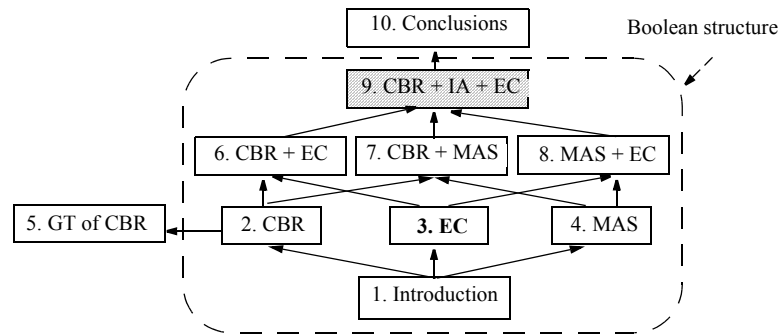 10. Conclusions
Boolean structure
9. CBR + IA + EC
6. CBR + EC
7. CBR + MAS
8. MAS + EC
5. GT of CBR
2. CBR
3. EC
4. MAS
1. Introduction